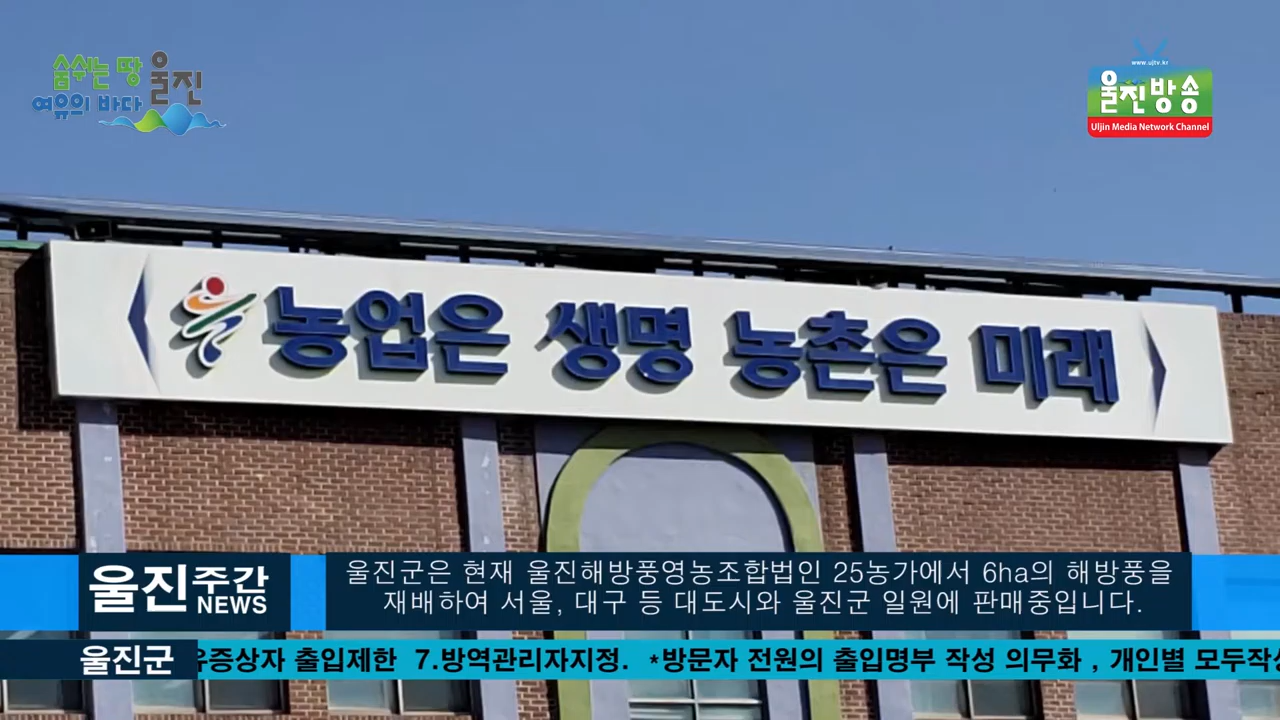 숨쉬는 땅 울진
여유의 바다
www.ujtv.kr
울진방송
Uljin Media Network Channel
농업은 생명 농촌은 미래
울진주간
NEWS
울진군은 현재 울진해방풍영농조합법인 25농가에서 6ha의 해방풍을
재배하여 서울, 대구 등 대도시와 울진군 일원에 판매중입니다.
울진군
유증상자 출입제한 7.방역관리자지정. *방문자 전원의 출입명부 작성 의무화 , 개인별 모두작성